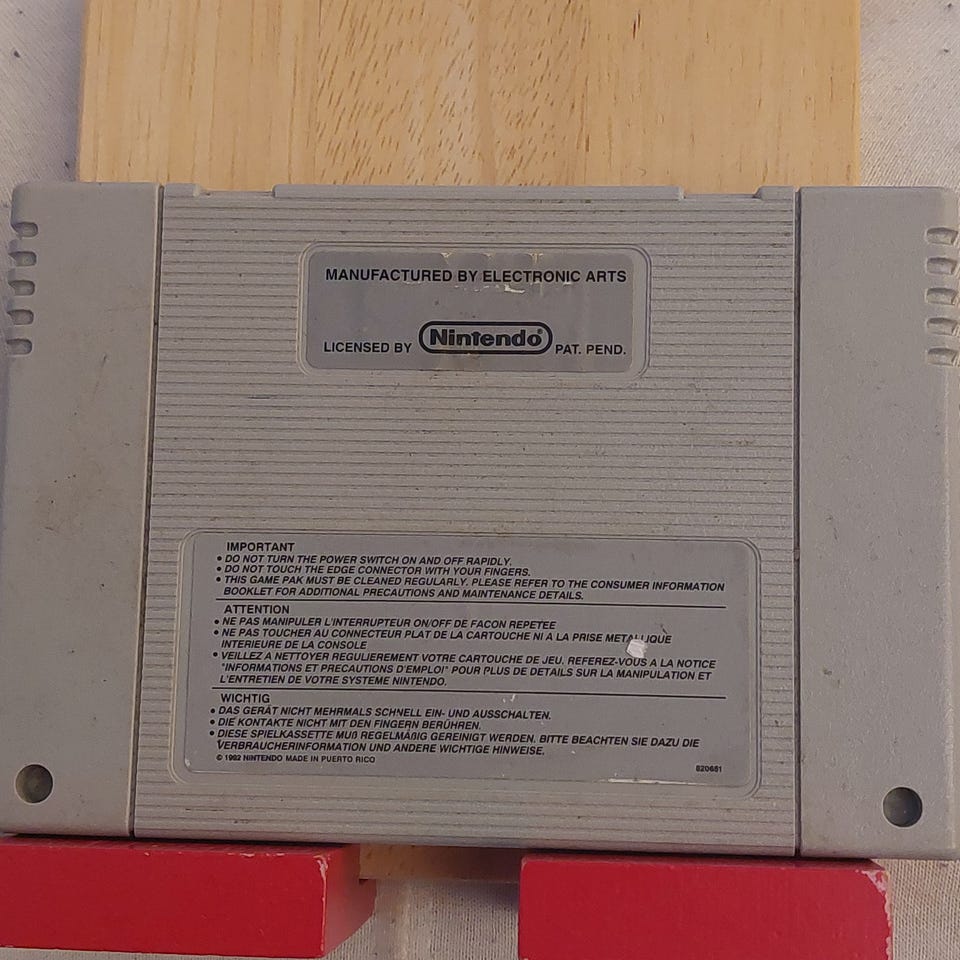 MANUFACTURED BY ELECTRONIC ARTS
LICENSED BY Nintendo® PAT. PEND.
IMPORTANT
• DO NOT TURN THE POWER SWITCH ON AND OFF RAPIDLY.
• DO NOT TOUCH THE EDGE CONNECTOR WITH YOUR FINGERS.
• THIS GAME PAK MUST BE CLEANED REGULARLY. PLEASE REFER TO THE CONSUMER INFORMATION
BOOKLET FOR ADDITIONAL PRECAUTIONS AND MAINTENANCE DETAILS.
ATTENTION
• NE PAS MANIPULER L'INTERRUPTEUR ON/OFF DE FACON REPETEE
• NE PAS TOUCHER AU CONNECTEUR PLAT DE LA CARTOUCHE NI A LA PRISE METALLIQUE
INTERIEURE DE LA CONSOLE
• VEILLEZ A NETTOYER REGULIEREMENT VOTRE CARTOUCHE DE JEU. REFEREZ-VOUS A LA NOTICE
"INFORMATIONS ET PRECAUTIONS D'EMPLOI" POUR PLUS DE DETAILS SUR LA MANIPULATION ET
L'ENTRETIEN DE VOTRE SYSTEME NINTENDO.
WICHTIG
• DAS GERÄT NICHT MEHRMALS SCHNELL EIN- UND AUSSCHALTEN.
• DIE KONTAKTE NICHT MIT DEN FINGERN BERÜHREN.
• DIESE SPIELKASSETTE MUß REGELMÄßIG GEREINIGT WERDEN. BITTE BEACHTEN SIE DAZU DIE
VERBRAUCHERINFORMATION UND ANDERE WICHTIGE HINWEISE.
© 1992 NINTENDO MADE IN PUERTO RICO
820681